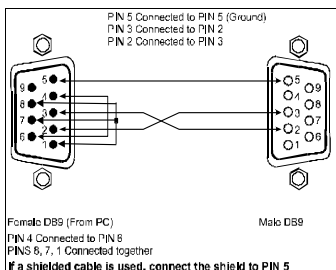 PIN 5 Connected to PIN 5 (Ground)
PIN 3 Connected to PIN 2
PIN 2 Connected to PIN 3
5
9
4
8
3
7
2
6
1
5
9
4
8
3
7
2
6
1
Female DB9 (From PC)
Male DB9
PIN 4 Connected to PIN 6
PINS 8, 7, 1 Connected together
If a shielded cable is used, connect the shield to PIN 5